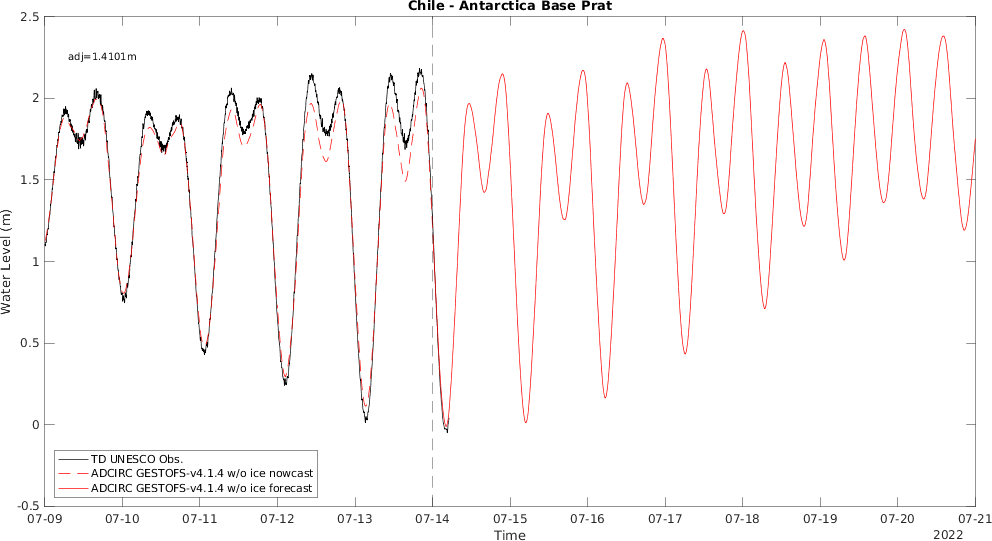 Chile - Antarctica Base Prat
adj=1.4101m
2.5
2
1.5
1
0.5
0
-0.5
Water Level (m)
TD UNESCO Obs.
ADCIRC GESTOFS-v4.1.4 w/o ice nowcast
ADCIRC GESTOFS-v4.1.4 w/o ice forecast
07-09 07-10 07-11 07-12 07-13 07-14 07-15 07-16 07-17 07-18 07-19 07-20 07-21
Time
2022